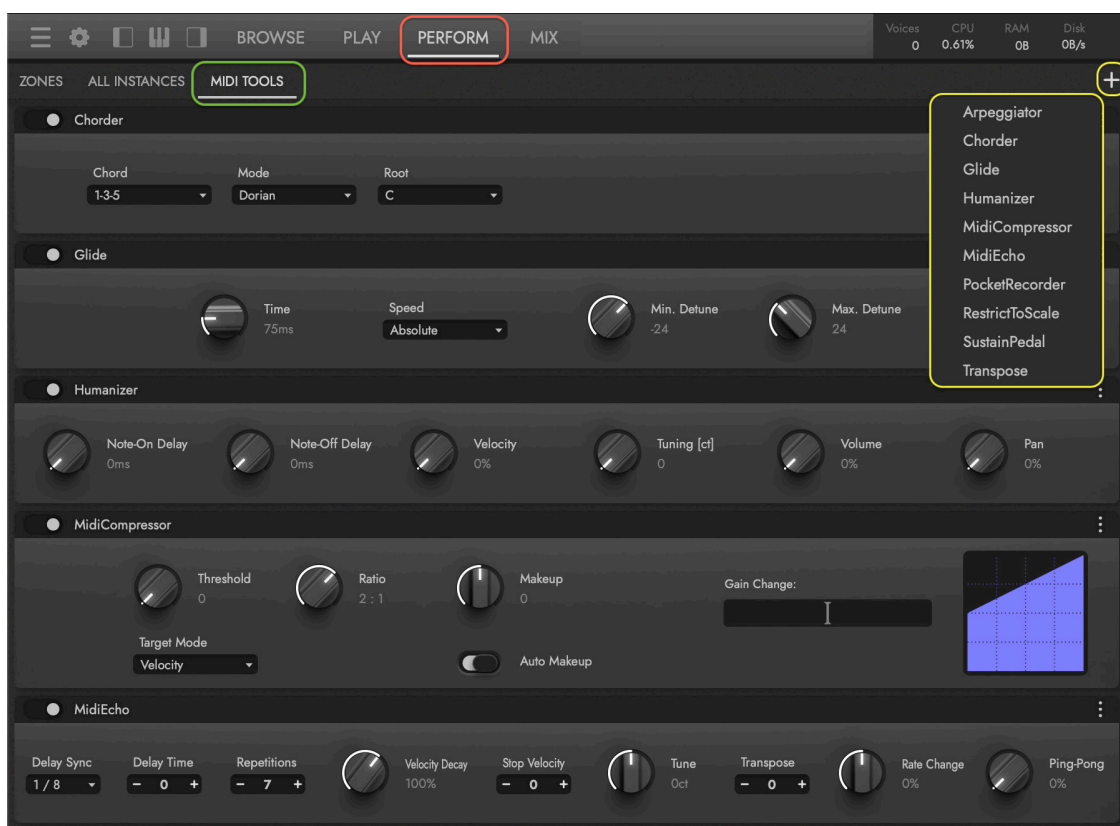 BROWSE PLAY PERFORM MIX Voices CPU RAM Disk
0 0.61% 0B 0B/s
ZONES ALL INSTANCES MIDI TOOLS +
Chorder
Chord Mode Root
1-3-5 Dorian C
Arpeggiator
Chorder
Glide
Humanizer
MidiCompressor
MidiEcho
PocketRecorder
RestrictToScale
SustainPedal
Transpose
Glide
Time Speed Min. Detune Max. Detune
75ms Absolute -24 24
Humanizer
Note-On Delay Note-Off Delay Velocity Tuning [ct] Volume Pan
0ms 0ms 0% 0 0% 0%
MidiCompressor
Threshold Ratio Makeup Gain Change:
0 2 : 1 0
Target Mode
Velocity Auto Makeup
MidiEcho
Delay Sync Delay Time Repetitions Velocity Decay Stop Velocity Tune Transpose Rate Change Ping-Pong
1 / 8 - 0 + - 7 + 100% - 0 + 0ct - 0 + 0% 0%